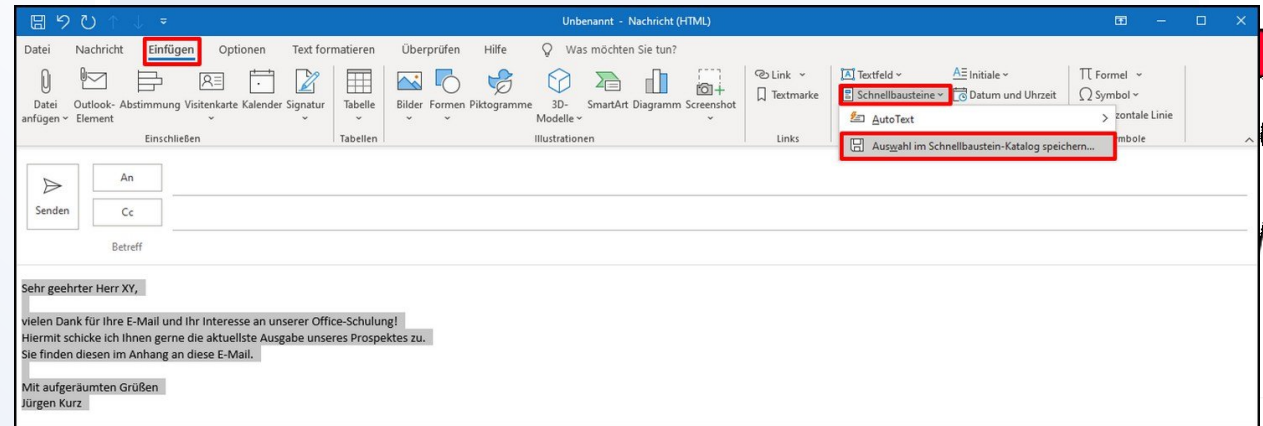 Unbenannt - Nachricht (HTML)
Datei Nachricht Einfügen Optionen Text formatieren Überprüfen Hilfe Was möchten Sie tun?
Datei anfügen
Outlook-Element
Abstimmung
Visitenkarte
Kalender
Signatur
Tabelle
Bilder
Formen
Piktogramme
3D-Modelle
SmartArt
Diagramm
Screenshot
Link
Textmarke
Textfeld
Schnellbausteine
Initiale
Datum und Uhrzeit
Formel
Symbol
zontale Linie
Einschließen
Tabellen
Illustrationen
Links
mbole
AutoText
Auswahl im Schnellbaustein-Katalog speichern...
Senden
An
Cc
Betreff
Sehr geehrter Herr XY,
vielen Dank für Ihre E-Mail und Ihr Interesse an unserer Office-Schulung!
Hiermit schicke ich Ihnen gerne die aktuellste Ausgabe unseres Prospektes zu.
Sie finden diesen im Anhang an diese E-Mail.
Mit aufgeräumten Grüßen
Jürgen Kurz